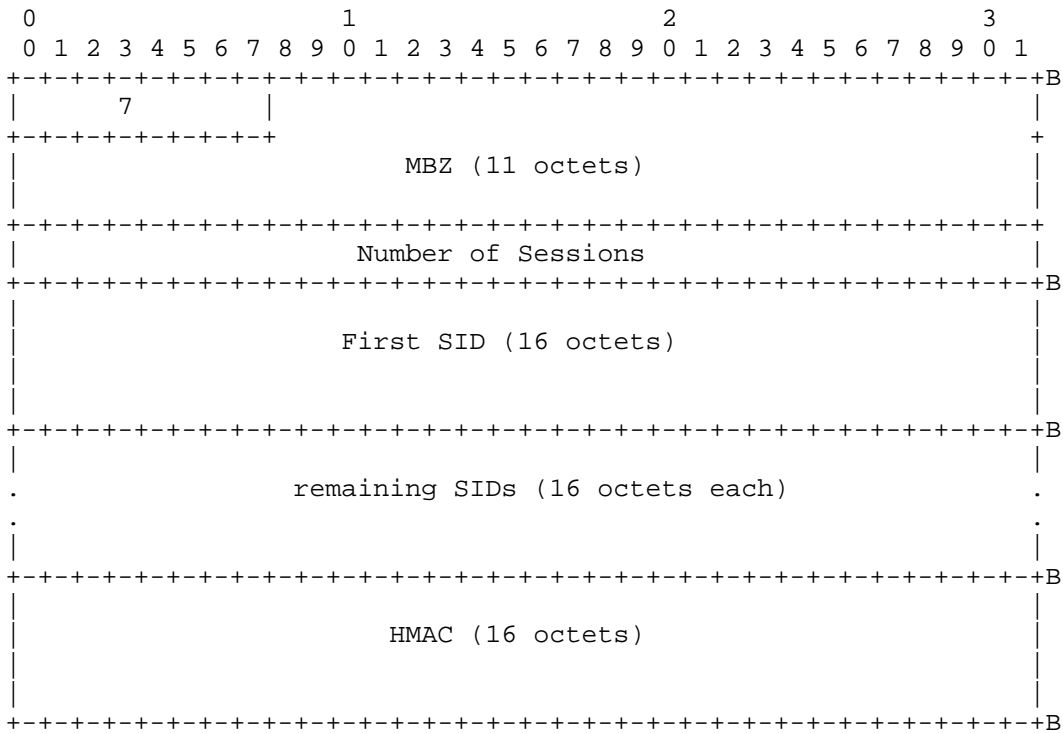 0                   1                   2                   3
 0 1 2 3 4 5 6 7 8 9 0 1 2 3 4 5 6 7 8 9 0 1 2 3 4 5 6 7 8 9 0 1
+-+-+-+-+-+-+-+-+-+-+-+-+-+-+-+-+-+-+-+-+-+-+-+-+-+-+-+-+-+-+-+-+B
|      7        |                                               |
+-+-+-+-+-+-+-+-+                                               +
|                        MBZ (11 octets)                        |
|                                                               |
+-+-+-+-+-+-+-+-+-+-+-+-+-+-+-+-+-+-+-+-+-+-+-+-+-+-+-+-+-+-+-+-+
|                     Number of Sessions                        |
+-+-+-+-+-+-+-+-+-+-+-+-+-+-+-+-+-+-+-+-+-+-+-+-+-+-+-+-+-+-+-+-+B
|                                                               |
|                    First SID (16 octets)                      |
|                                                               |
|                                                               |
+-+-+-+-+-+-+-+-+-+-+-+-+-+-+-+-+-+-+-+-+-+-+-+-+-+-+-+-+-+-+-+-+B
|                                                               |
.                 remaining SIDs (16 octets each)               .
.                                                               .
|                                                               |
+-+-+-+-+-+-+-+-+-+-+-+-+-+-+-+-+-+-+-+-+-+-+-+-+-+-+-+-+-+-+-+-+B
|                                                               |
|                       HMAC (16 octets)                        |
|                                                               |
|                                                               |
+-+-+-+-+-+-+-+-+-+-+-+-+-+-+-+-+-+-+-+-+-+-+-+-+-+-+-+-+-+-+-+-+B